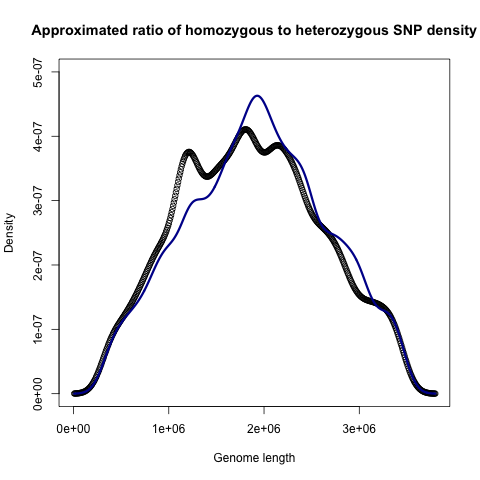 Approximated ratio of homozygous to heterozygous SNP density
Density
5e-07
4e-07
3e-07
2e-07
1e-07
0e+00
0e+00 1e+06 2e+06 3e+06
Genome length